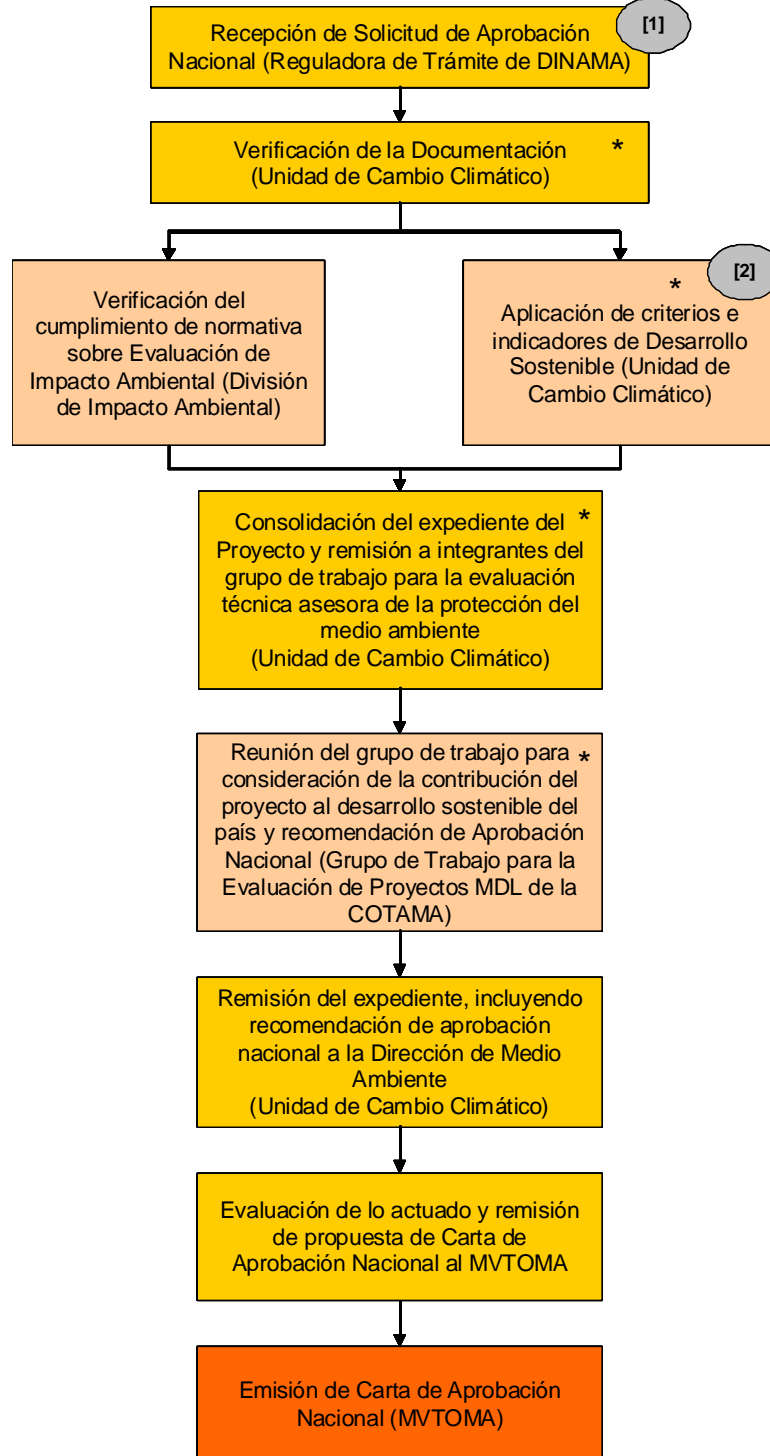 Recepción de Solicitud de Aprobación
Nacional (Reguladora de Trámite de DINAMA)
[1]
Verificación de la Documentación *
(Unidad de Cambio Climático)
Verificación del
cumplimiento de normativa
sobre Evaluación de
Impacto Ambiental (División
de Impacto Ambiental)
[2]
*
Aplicación de criterios e
indicadores de Desarrollo
Sostenible (Unidad de
Cambio Climático)
Consolidación del expediente del *
Proyecto y remisión a integrantes del
grupo de trabajo para la evaluación
técnica asesora de la protección del
medio ambiente
(Unidad de Cambio Climático)
Reunión del grupo de trabajo para *
consideración de la contribución del
proyecto al desarrollo sostenible del
país y recomendación de Aprobación
Nacional (Grupo de Trabajo para la
Evaluación de Proyectos MDL de la
COTAMA)
Remisión del expediente, incluyendo
recomendación de aprobación
nacional a la Dirección de Medio
Ambiente
(Unidad de Cambio Climático)
Evaluación de lo actuado y remisión
de propuesta de Carta de
Aprobación Nacional al MVTOMA
Emisión de Carta de Aprobación
Nacional (MVTOMA)